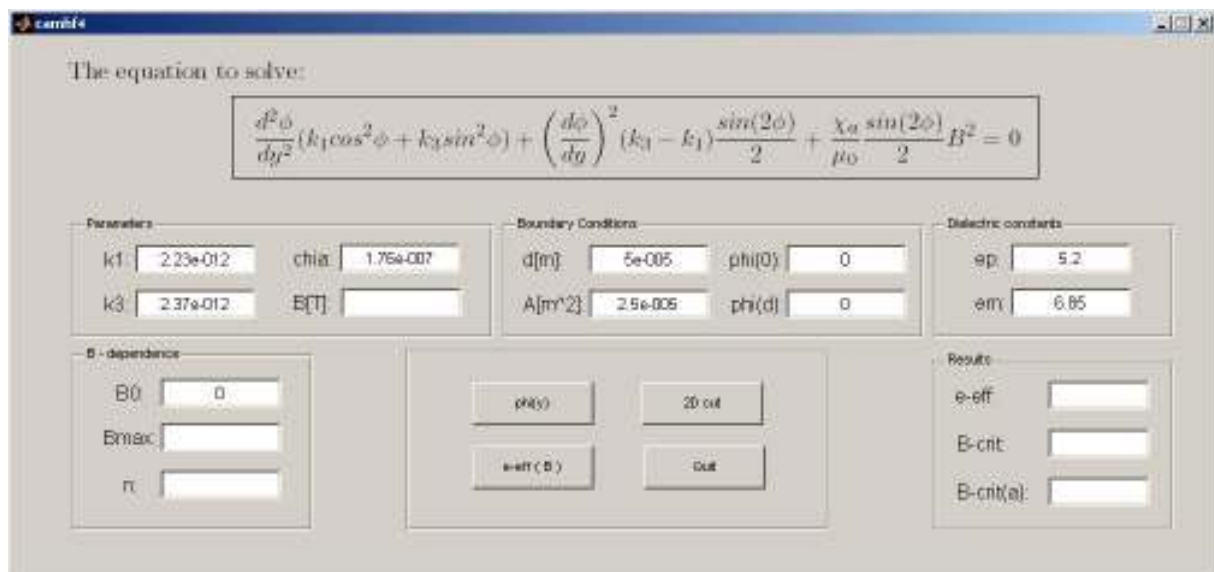 camhf4
The equation to solve:
d²φ/dy² (k₁cos²φ + k₃sin²φ) + (dφ/dy)² (k₃ − k₁) sin(2φ)/2 + χₐ/μ₀ sin(2φ)/2 B² = 0
Parameters
k1: 2.23e-012 chia: 1.76e-007
k3: 2.37e-012 B[T]:
Boundary Conditions
d[m]: 5e-005 phi(0): 0
A[m^2]: 2.5e-005 phi(d): 0
Dielectric constants
ep: 5.2
em: 6.85
B - dependence
B0: 0
Bmax:
n:
phi(y) 2D cut
e-eff ( B ) Quit
Results
e-eff:
B-crit:
B-crit(a):